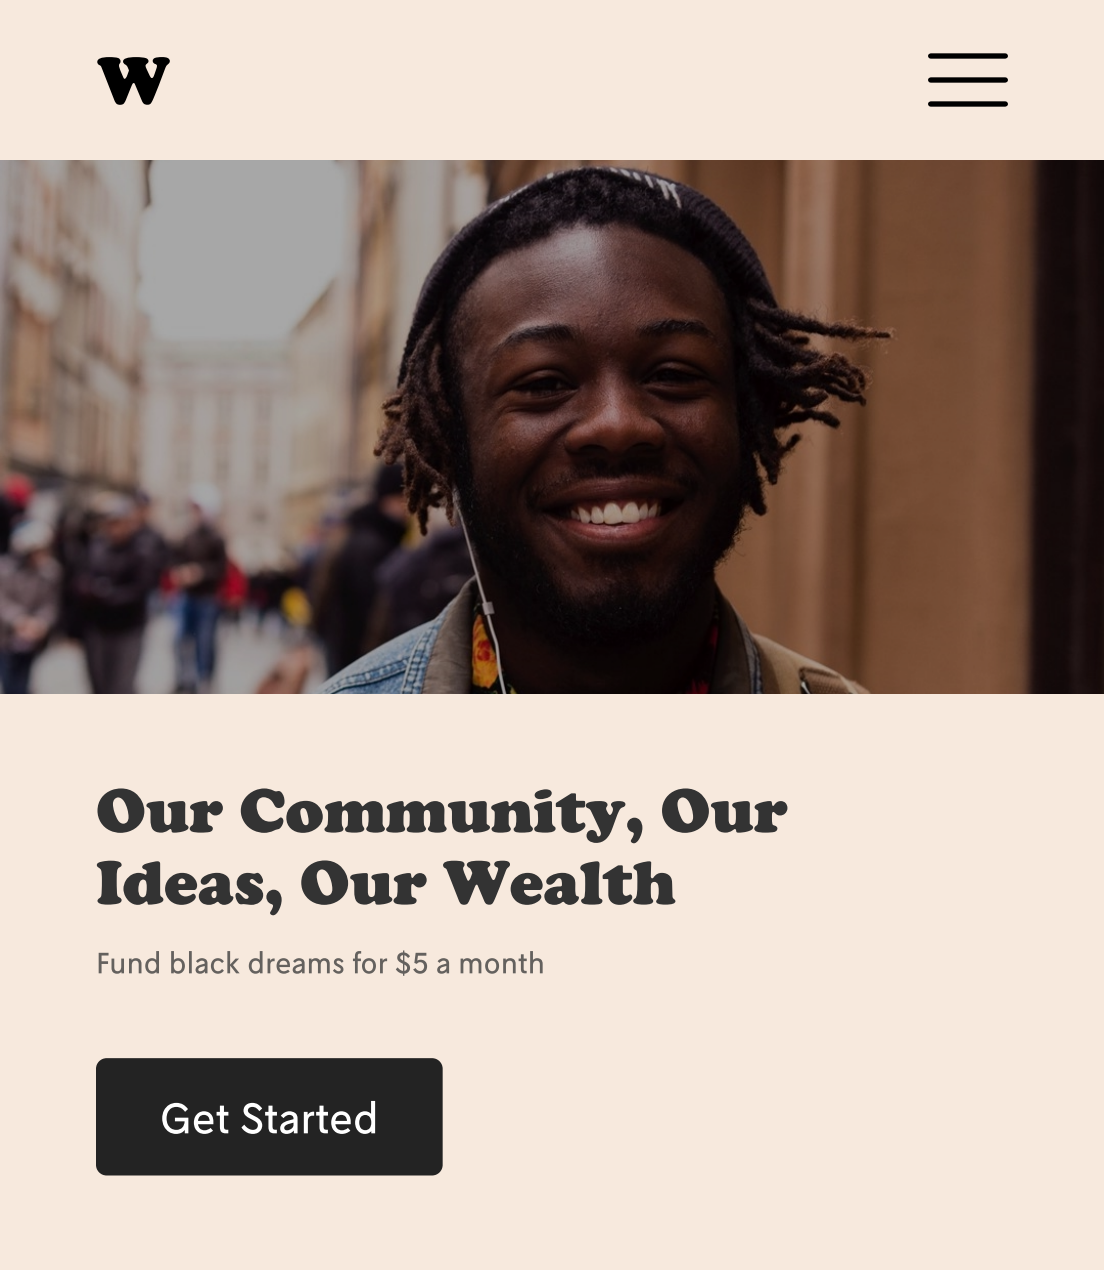 W
Our Community, Our
Ideas, Our Wealth
Fund black dreams for $5 a month
Get Started